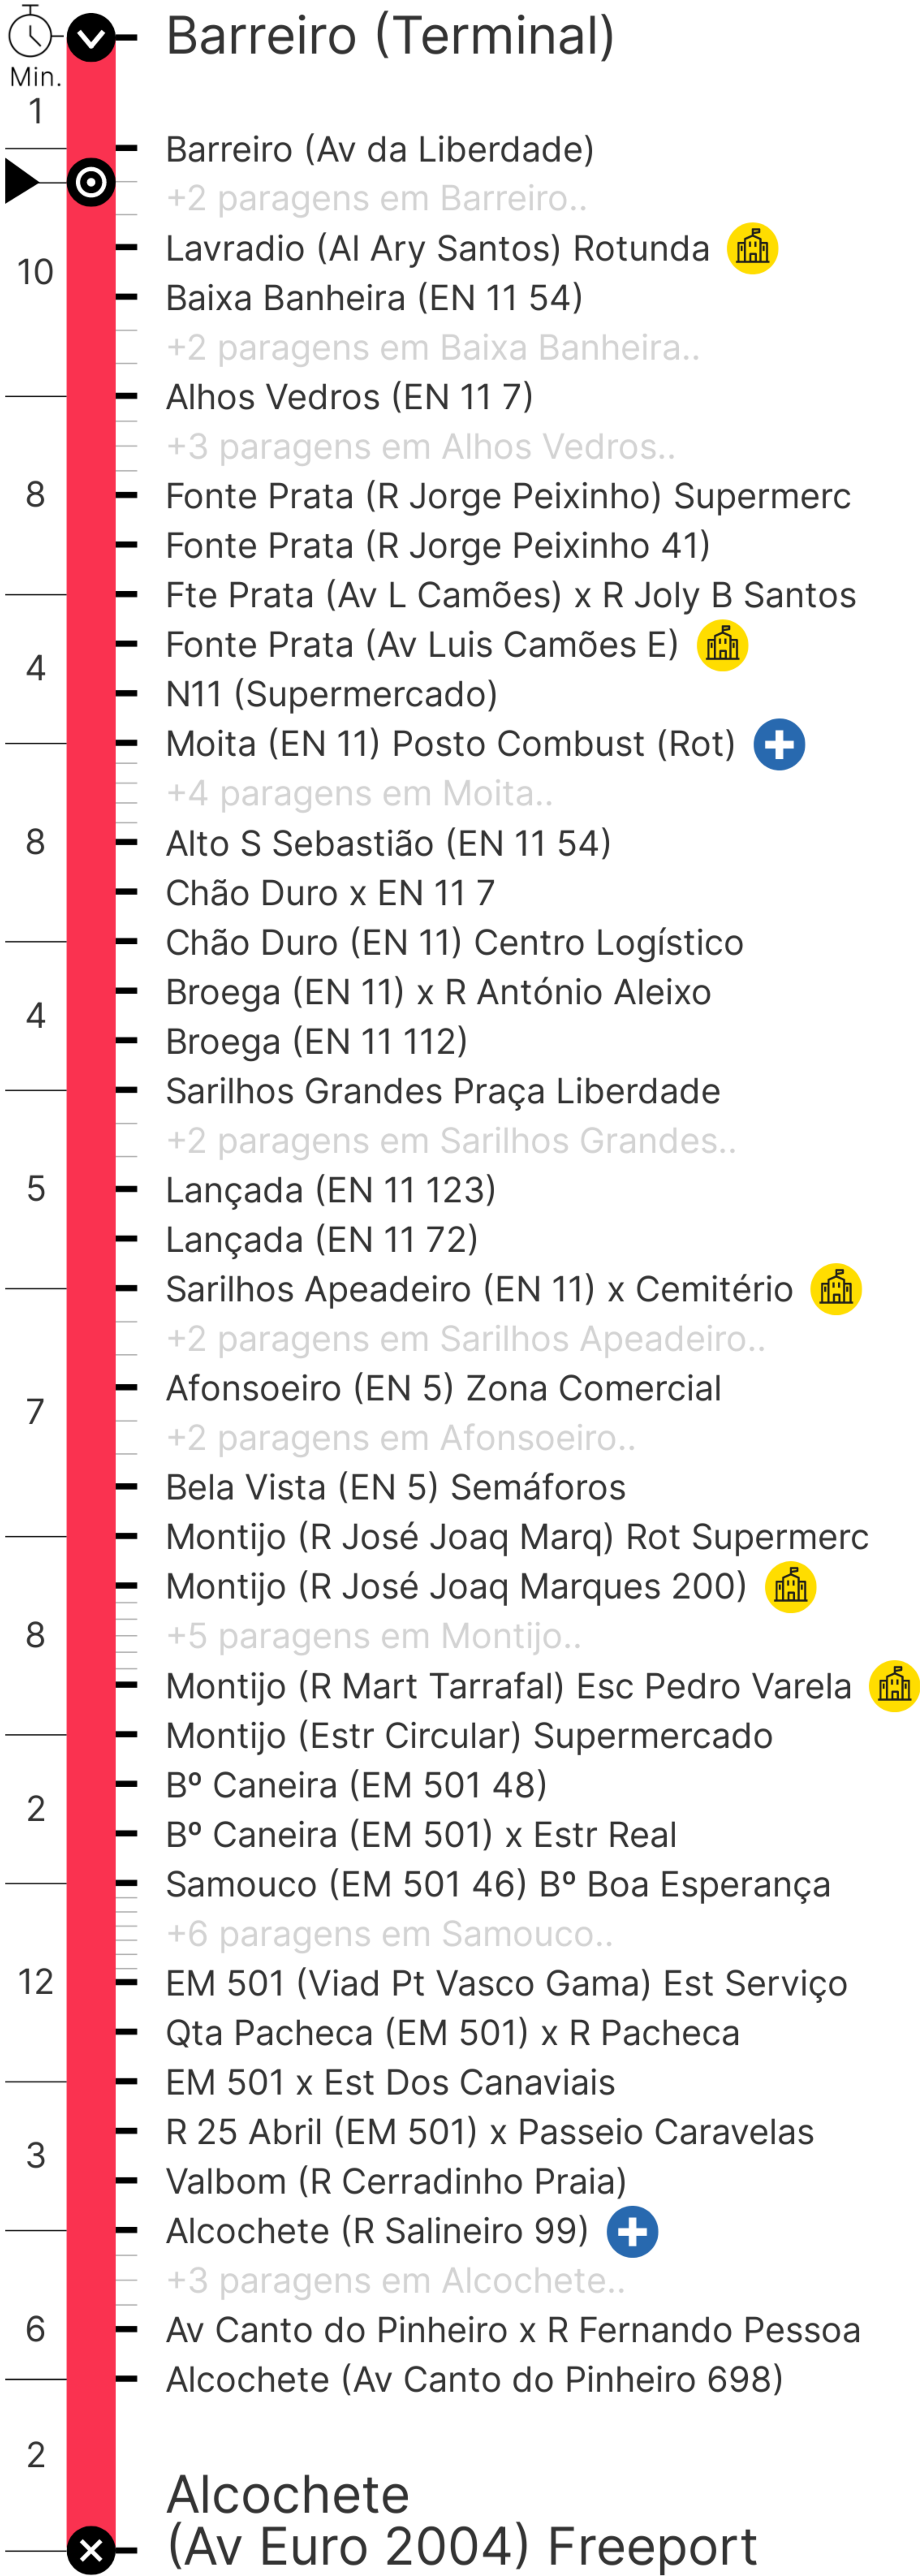 Barreiro (Terminal)
Min.
1
Barreiro (Av da Liberdade)
+2 paragens em Barreiro..
Lavradio (Al Ary Santos) Rotunda
10
Baixa Banheira (EN 11 54)
+2 paragens em Baixa Banheira..
Alhos Vedros (EN 11 7)
+3 paragens em Alhos Vedros..
8
Fonte Prata (R Jorge Peixinho) Supermerc
Fonte Prata (R Jorge Peixinho 41)
Fte Prata (Av L Camões) x R Joly B Santos
Fonte Prata (Av Luis Camões E)
4
N11 (Supermercado)
Moita (EN 11) Posto Combust (Rot)
+4 paragens em Moita..
8
Alto S Sebastião (EN 11 54)
Chão Duro x EN 11 7
Chão Duro (EN 11) Centro Logístico
Broega (EN 11) x R António Aleixo
4
Broega (EN 11 112)
Sarilhos Grandes Praça Liberdade
+2 paragens em Sarilhos Grandes..
5
Lançada (EN 11 123)
Lançada (EN 11 72)
Sarilhos Apeadeiro (EN 11) x Cemitério
+2 paragens em Sarilhos Apeadeiro..
Afonsoeiro (EN 5) Zona Comercial
7
+2 paragens em Afonsoeiro..
Bela Vista (EN 5) Semáforos
Montijo (R José Joaq Marq) Rot Supermerc
Montijo (R José Joaq Marques 200)
8
+5 paragens em Montijo..
Montijo (R Mart Tarrafal) Esc Pedro Varela
Montijo (Estr Circular) Supermercado
Bº Caneira (EM 501 48)
2
Bº Caneira (EM 501) x Estr Real
Samouco (EM 501 46) Bº Boa Esperança
+6 paragens em Samouco..
12
EM 501 (Viad Pt Vasco Gama) Est Serviço
Qta Pacheca (EM 501) x R Pacheca
EM 501 x Est Dos Canaviais
R 25 Abril (EM 501) x Passeio Caravelas
3
Valbom (R Cerradinho Praia)
Alcochete (R Salineiro 99)
+3 paragens em Alcochete..
6
Av Canto do Pinheiro x R Fernando Pessoa
Alcochete (Av Canto do Pinheiro 698)
2
Alcochete
(Av Euro 2004) Freeport